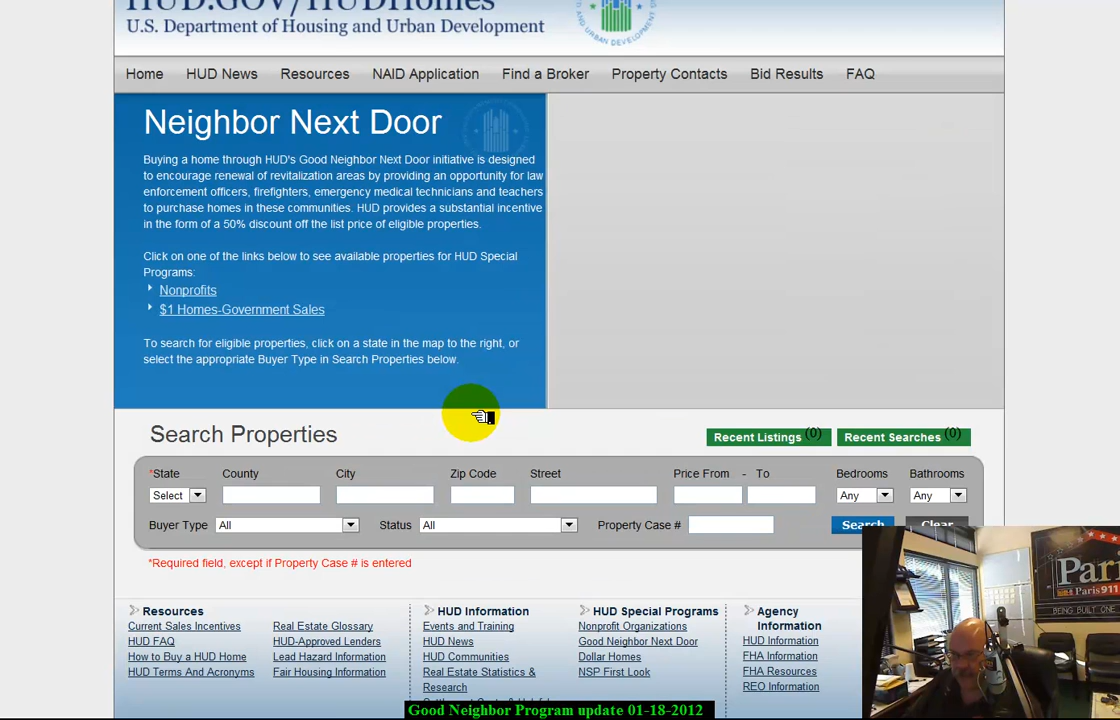 HUD.GOV/HUDHomes
U.S. Department of Housing and Urban Development
AND URBAN DEVELOPMENT
Home HUD News Resources NAID Application Find a Broker Property Contacts Bid Results FAQ
Neighbor Next Door
Buying a home through HUD's Good Neighbor Next Door initiative is designed
to encourage renewal of revitalization areas by providing an opportunity for law
enforcement officers, firefighters, emergency medical technicians and teachers
to purchase homes in these communities. HUD provides a substantial incentive
in the form of a 50% discount off the list price of eligible properties.
Click on one of the links below to see available properties for HUD Special
Programs:
Nonprofits
$1 Homes-Government Sales
To search for eligible properties, click on a state in the map to the right, or
select the appropriate Buyer Type in Search Properties below.
Search Properties
Recent Listings (0) Recent Searches (0)
*State County City Zip Code Street Price From - To Bedrooms Bathrooms
Select Any Any
Buyer Type All Status All Property Case # Search Clear
*Required field, except if Property Case # is entered
Resources
Current Sales Incentives Real Estate Glossary
HUD FAQ HUD-Approved Lenders
How to Buy a HUD Home Lead Hazard Information
HUD Terms And Acronyms Fair Housing Information
HUD Information
Events and Training
HUD News
HUD Communities
Real Estate Statistics &
Research
HUD Special Programs
Nonprofit Organizations
Good Neighbor Next Door
Dollar Homes
NSP First Look
Agency
Information
HUD Information
FHA Information
FHA Resources
REO Information
Pari
Paris911
BEING BUILT ONE
Good Neighbor Program update 01-18-2012